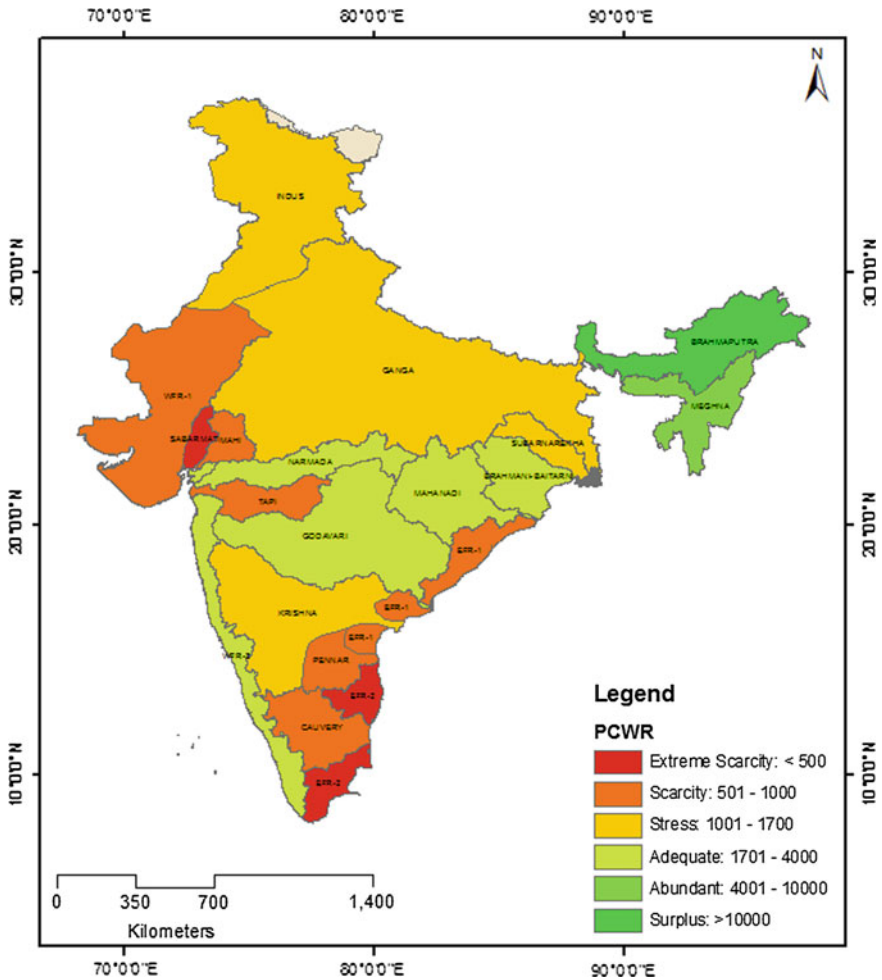 70°0'0"E 80°0'0"E 90°0'0"E
N
INDUS
30°0'0"N 30°0'0"N
BRAHMAPUTRA
GANGA
WFR-1
MEGHNA
SABARMATI MAHI
SUBARNAREKHA
NARMADA
BRAHMANI-BAITARNI
MAHANADI
TAPI
20°0'0"N 20°0'0"N
GODAVARI
EFR-1
EFR-1
KRISHNA
EFR-1
WFR-2
PENNAR
EFR-2
CAUVERY
EFR-2
10°0'0"N 10°0'0"N
Legend
PCWR
Extreme Scarcity: < 500
Scarcity: 501 - 1000
Stress: 1001 - 1700
Adequate: 1701 - 4000
Abundant: 4001 - 10000
Surplus: >10000
0 350 700 1,400
Kilometers
70°0'0"E 80°0'0"E 90°0'0"E